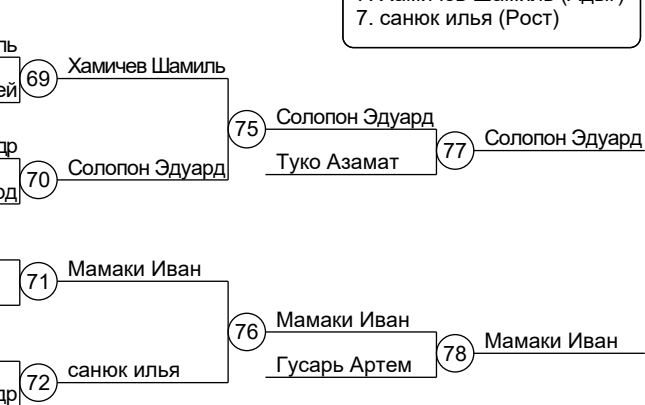 7. санюк илья (Рост)
69
Хамичев Шамиль
75
Солопон Эдуард
77
Солопон Эдуард
Туко Азамат
70
Солопон Эдуард
71
Мамаки Иван
76
Мамаки Иван
78
Мамаки Иван
Гусарь Артем
72
санюк илья